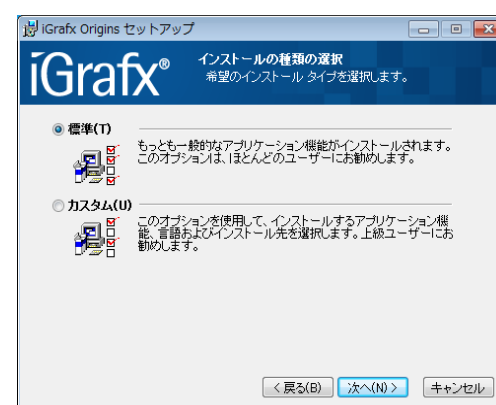 iGrafx Origins セットアップ
iGrafx®
インストールの種類の選択
希望のインストール タイプを選択します。
標準(T)
もっとも一般的なアプリケーション機能がインストールされます。
このオプションは、ほとんどのユーザーにお勧めします。
カスタム(U)
このオプションを使用して、インストールするアプリケーション機
能、言語およびインストール先を選択します。上級ユーザーにお
勧めします。
< 戻る(B) 次へ(N) > キャンセル